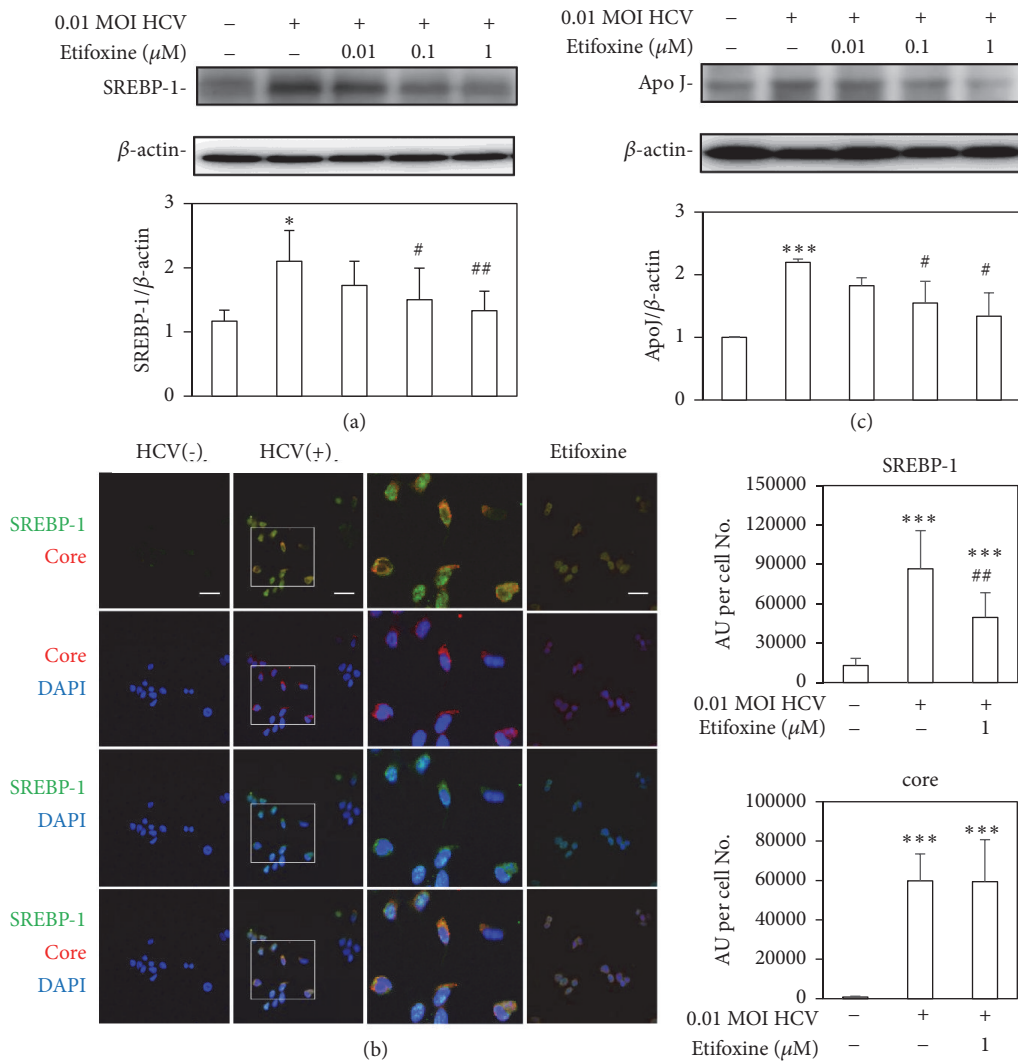 0.01 MOI HCV – + + + +
Etifoxine (μM) – – 0.01 0.1 1
SREBP-1-
β-actin-
SREBP-1/β-actin
3
2
1
0
*
#
##
(a)
0.01 MOI HCV – + + + +
Etifoxine (μM) – – 0.01 0.1 1
Apo J-
β-actin-
ApoJ/β-actin
3
2
1
0
***
#
#
(c)
HCV(-) HCV(+) Etifoxine
SREBP-1
Core
Core
DAPI
SREBP-1
DAPI
SREBP-1
Core
DAPI
(b)
SREBP-1
AU per cell No.
150000
120000
90000
60000
30000
0
***
***
##
0.01 MOI HCV – + +
Etifoxine (μM) – – 1
core
AU per cell No.
100000
80000
60000
40000
20000
0
***
***
0.01 MOI HCV – + +
Etifoxine (μM) – – 1